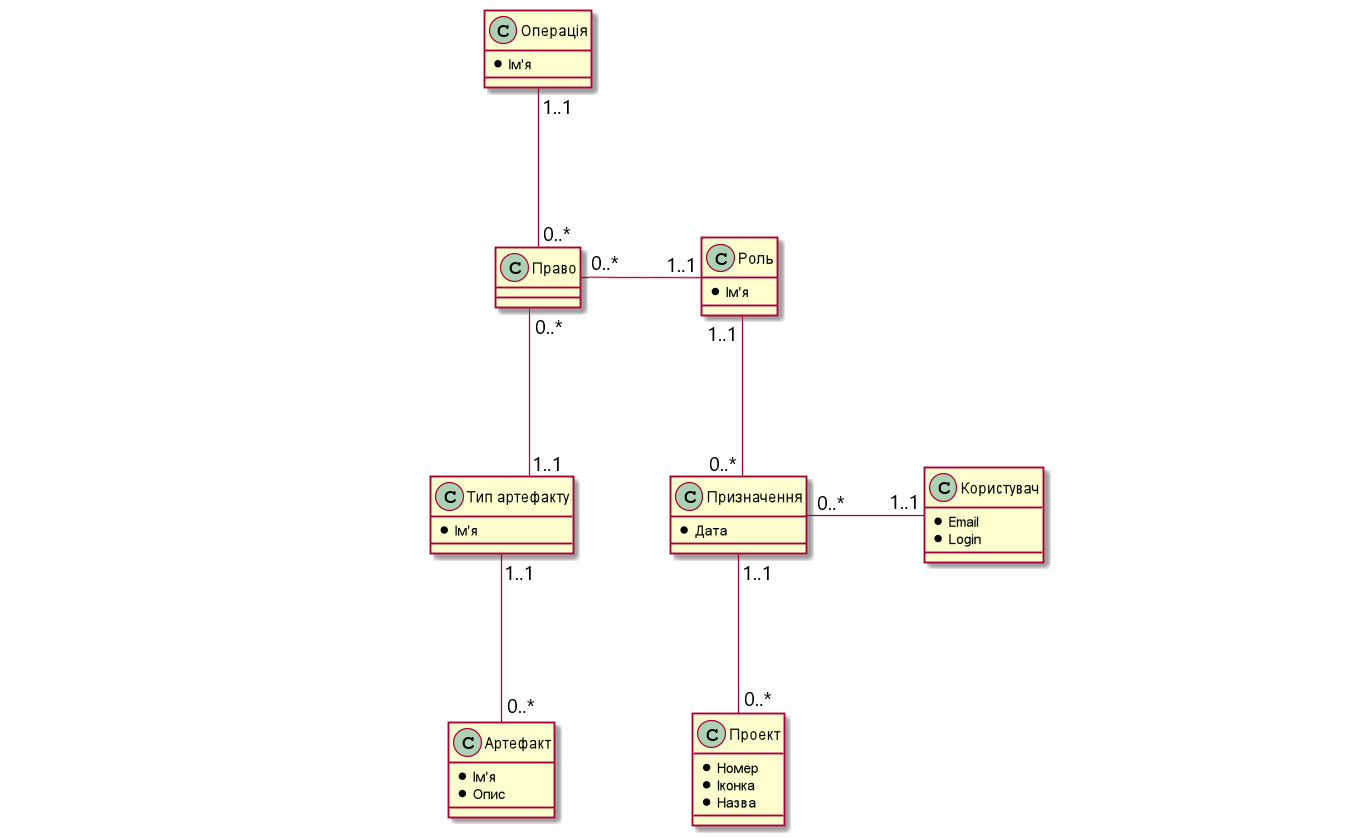 C Операція
Ім'я
1..1
0..*
C Право
0..*
1..1
C Роль
Ім'я
0..*
1..1
1..1
0..*
C Тип артефакту
Ім'я
C Призначення
Дата
0..*
1..1
C Користувач
Email
Login
1..1
1..1
0..*
0..*
C Артефакт
Ім'я
Опис
C Проект
Номер
Іконка
Назва